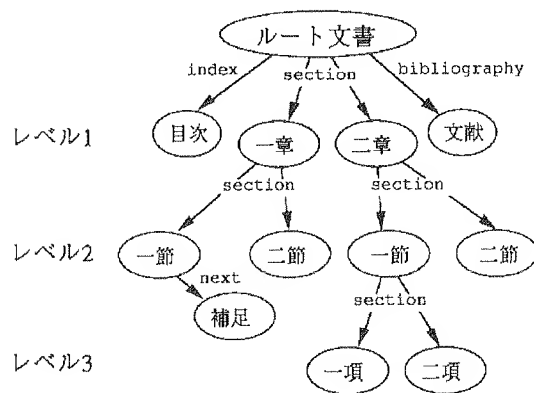 ルート文書
index section bibliography
レベル1 目次 一章 二章 文献
section section
レベル2 一節 二節 一節 二節
next
補足 section
レベル3 一項 二項